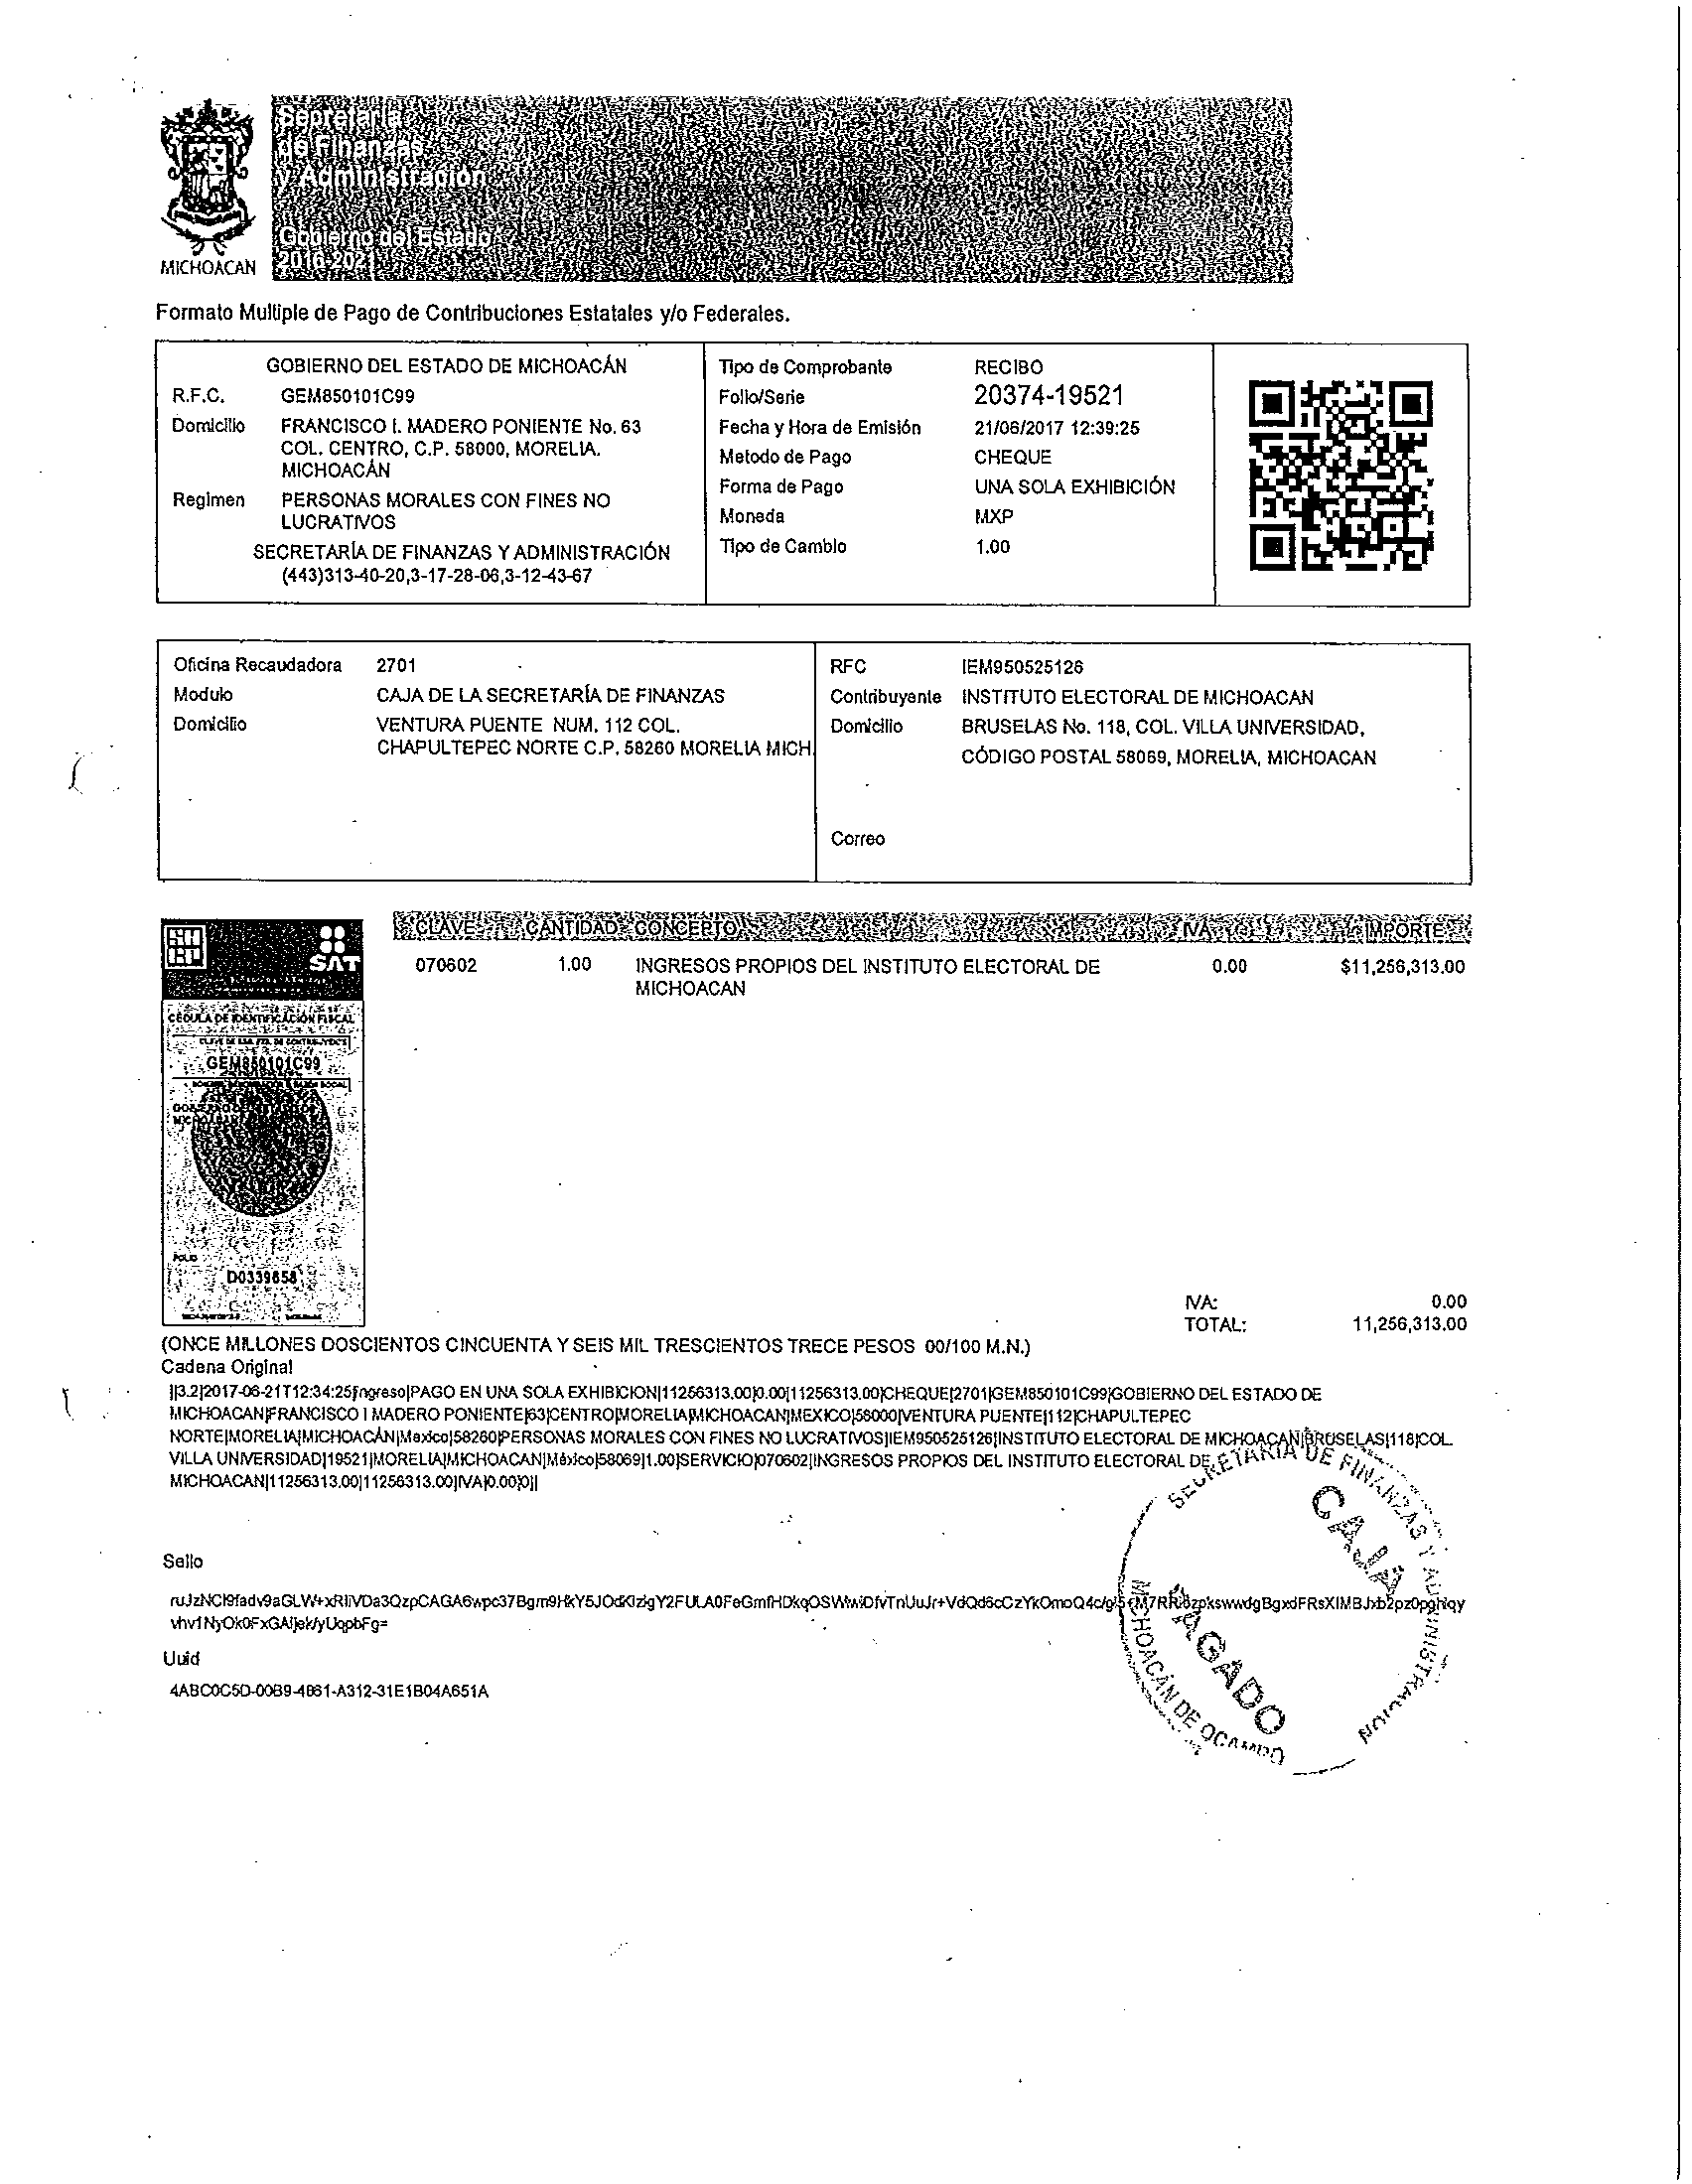 Secretaría
de Finanzas
y Administración
Gobierno del Estado
2016-2021
MICHOACAN
Formato Multiple de Pago de Contribuciones Estatales y/o Federales.
GOBIERNO DEL ESTADO DE MICHOACÁN
R.F.C. GEM850101C99
Domicilio FRANCISCO I. MADERO PONIENTE No. 63
COL. CENTRO, C.P. 58000, MORELIA.
MICHOACÁN
Regimen PERSONAS MORALES CON FINES NO
LUCRATIVOS
SECRETARÍA DE FINANZAS Y ADMINISTRACIÓN
(443)313-40-20,3-17-28-06,3-12-43-67
Tipo de Comprobante RECIBO
Folio/Serie 20374-19521
Fecha y Hora de Emisión 21/06/2017 12:39:25
Metodo de Pago CHEQUE
Forma de Pago UNA SOLA EXHIBICIÓN
Moneda MXP
Tipo de Cambio 1.00
Oficina Recaudadora 2701
Modulo CAJA DE LA SECRETARÍA DE FINANZAS
Domicilio VENTURA PUENTE NUM. 112 COL.
CHAPULTEPEC NORTE C.P. 58260 MORELIA MICH.
RFC IEM950525126
Contribuyente INSTITUTO ELECTORAL DE MICHOACAN
Domicilio BRUSELAS No. 118, COL. VILLA UNIVERSIDAD,
CÓDIGO POSTAL 58069, MORELIA, MICHOACAN
Correo
CLAVE CANTIDAD CONCEPTO IVA IMPORTE
070602 1.00 INGRESOS PROPIOS DEL INSTITUTO ELECTORAL DE 0.00 $11,256,313.00
MICHOACAN
SAT
CÉDULA DE IDENTIFICACIÓN FISCAL
GEM850101C99
FOLIO
D0339658
IVA: 0.00
TOTAL: 11,256,313.00
(ONCE MILLONES DOSCIENTOS CINCUENTA Y SEIS MIL TRESCIENTOS TRECE PESOS 00/100 M.N.)
Cadena Original
||3.2|2017-06-21T12:34:25|ingreso|PAGO EN UNA SOLA EXHIBICION|11256313.00|0.00|11256313.00|CHEQUE|2701|GEM850101C99|GOBIERNO DEL ESTADO DE
MICHOACAN|FRANCISCO I MADERO PONIENTE|63|CENTRO|MORELIA|MICHOACAN|MEXICO|58000|VENTURA PUENTE|112|CHAPULTEPEC
NORTE|MORELIA|MICHOACÁN|Mexico|58260|PERSONAS MORALES CON FINES NO LUCRATIVOS|IEM950525126|INSTITUTO ELECTORAL DE MICHOACAN|BRUSELAS|118|COL.
VILLA UNIVERSIDAD|19521|MORELIA|MICHOACAN|México|58069|1.00|SERVICIO|070602|INGRESOS PROPIOS DEL INSTITUTO ELECTORAL DE
MICHOACAN|11256313.00|11256313.00|IVA|0.00|0||
SECRETARIA DE FINANZAS Y ADMINISTRACIÓN
CAJA
PAGADO
MICHOACÁN DE OCAMPO
Sello
vhv1NyOk0FxGAIjek/yUqpbFg=
Uuid
4ABC0C5D-00B9-4B61-A312-31E1B04A651A